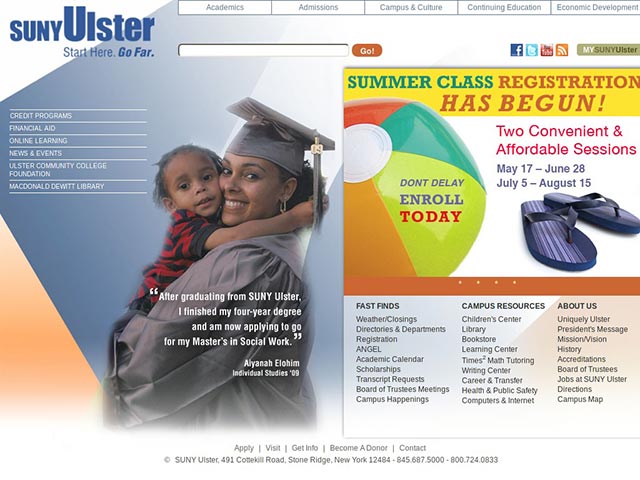 Academics
Admissions
Campus & Culture
Continuing Education
Economic Development
SUNY Ulster
Start Here. Go Far.
Go!
MYSUNYUlster
CREDIT PROGRAMS
FINANCIAL AID
ONLINE LEARNING
NEWS & EVENTS
ULSTER COMMUNITY COLLEGE
FOUNDATION
MACDONALD DEWITT LIBRARY
SUMMER CLASS REGISTRATION
HAS BEGUN!
Two Convenient &
Affordable Sessions
May 17 – June 28
July 5 – August 15
DONT DELAY
ENROLL
TODAY
“After graduating from SUNY Ulster,
I finished my four-year degree
and am now applying to go
for my Master's in Social Work.”
Aiyanah Elohim
Individual Studies '09
FAST FINDS
Weather/Closings
Directories & Departments
Registration
ANGEL
Academic Calendar
Scholarships
Transcript Requests
Board of Trustees Meetings
Campus Happenings
CAMPUS RESOURCES
Children's Center
Library
Bookstore
Learning Center
Times² Math Tutoring
Writing Center
Career & Transfer
Health & Public Safety
Computers & Internet
ABOUT US
Uniquely Ulster
President's Message
Mission/Vision
History
Accreditations
Board of Trustees
Jobs at SUNY Ulster
Directions
Campus Map
Apply | Visit | Get Info | Become A Donor | Contact
© SUNY Ulster, 491 Cottekill Road, Stone Ridge, New York 12484 - 845.687.5000 - 800.724.0833